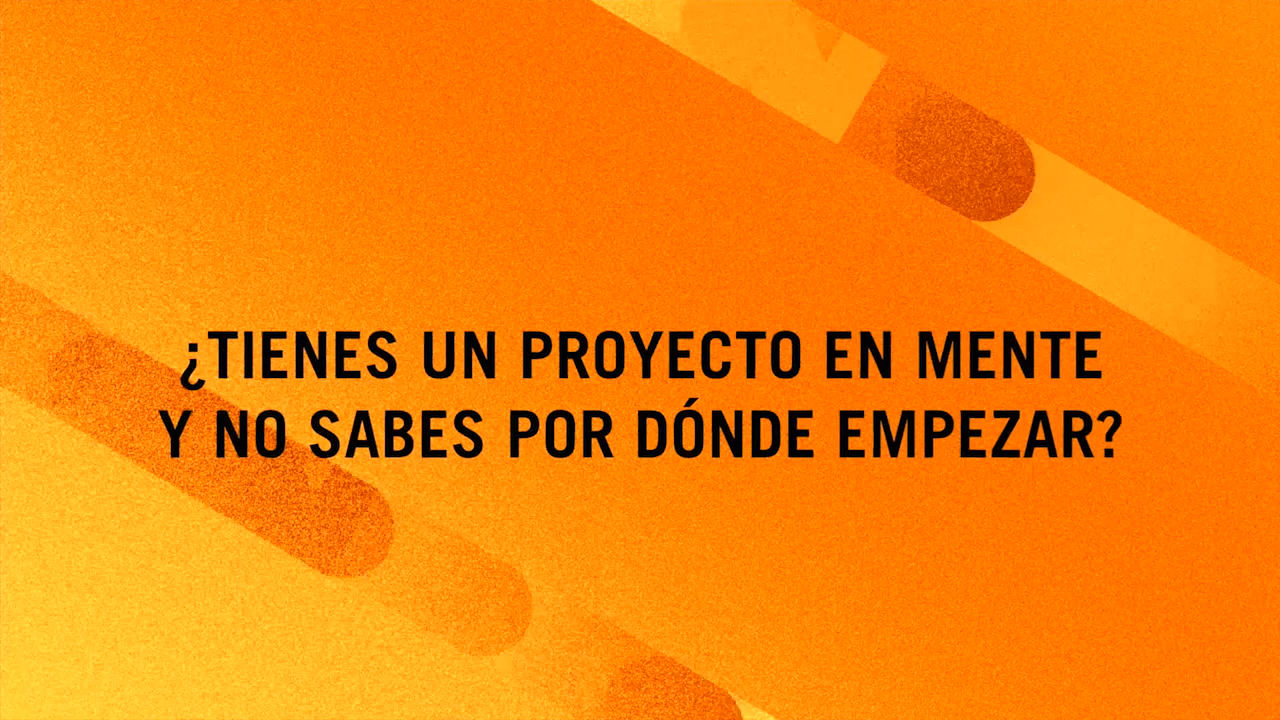 ¿TIENES UN PROYECTO EN MENTE
Y NO SABES POR DÓNDE EMPEZAR?